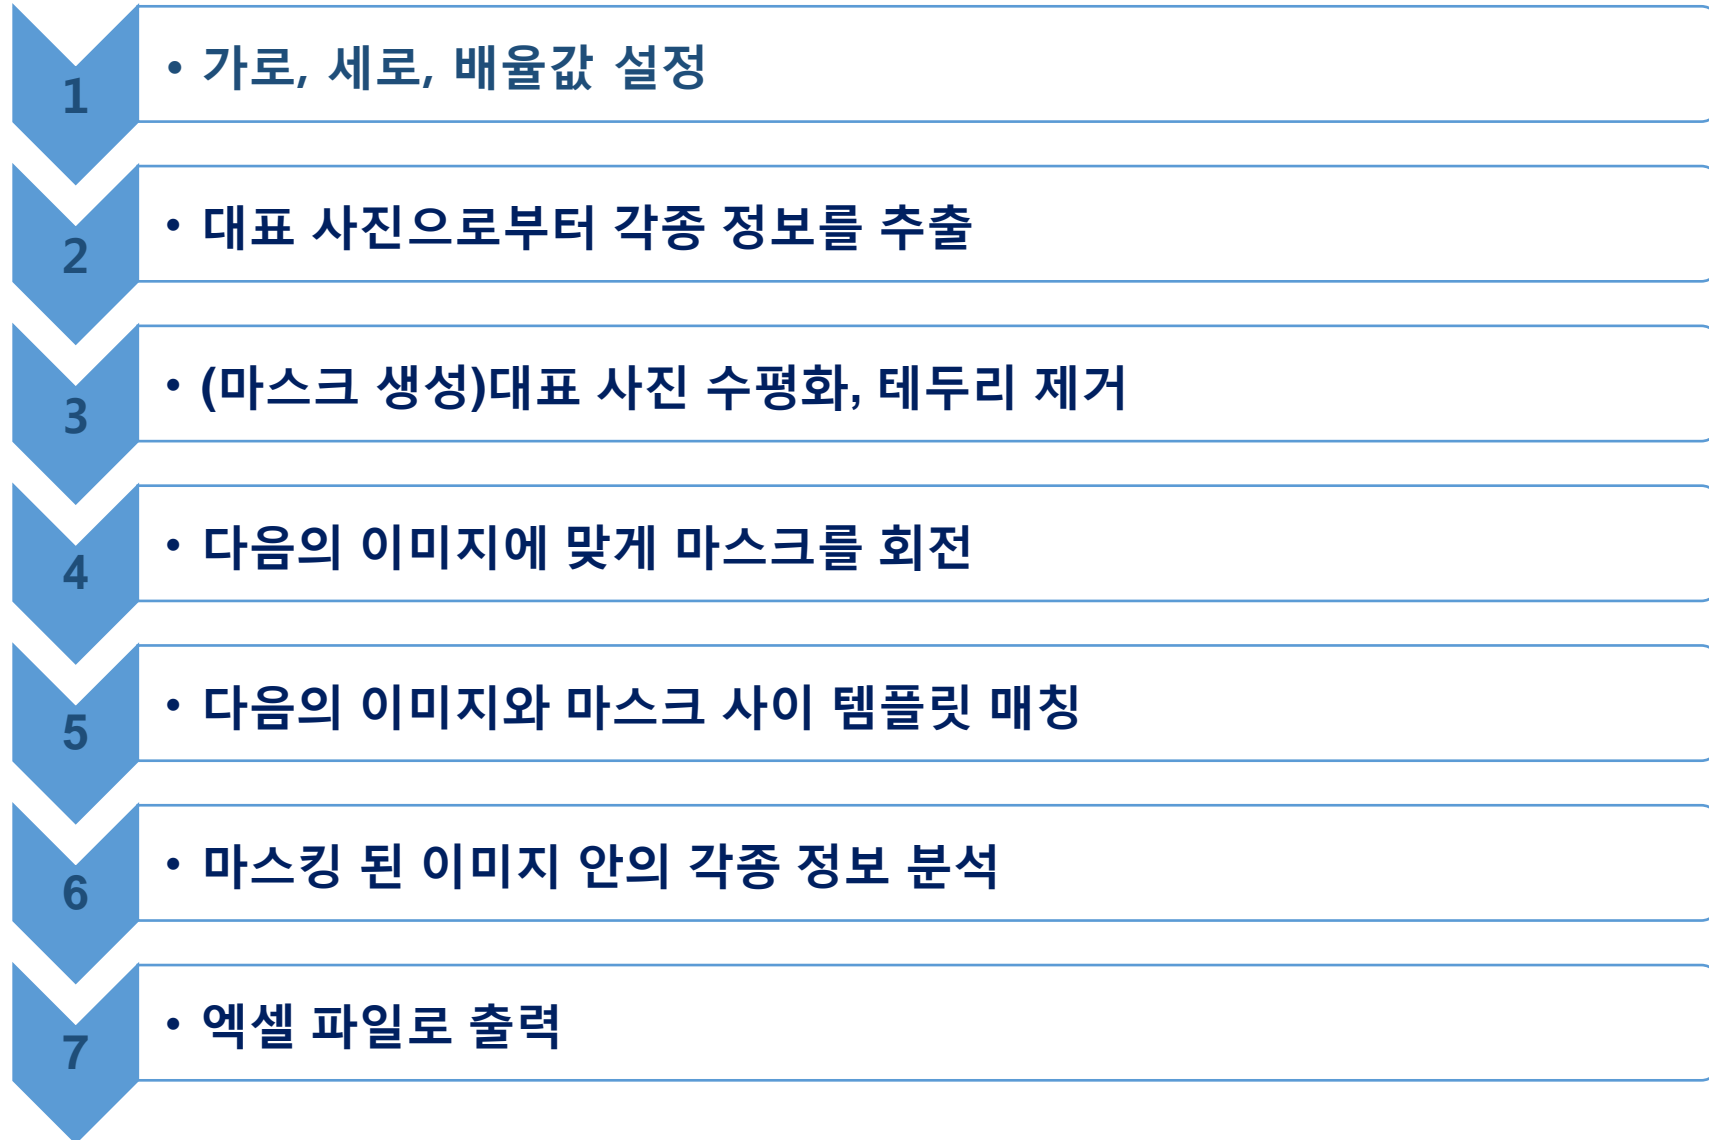 1
• 가로, 세로, 배율값 설정
2
• 대표 사진으로부터 각종 정보를 추출
3
• (마스크 생성)대표 사진 수평화, 테두리 제거
4
• 다음의 이미지에 맞게 마스크를 회전
5
• 다음의 이미지와 마스크 사이 템플릿 매칭
6
• 마스킹 된 이미지 안의 각종 정보 분석
7
• 엑셀 파일로 출력